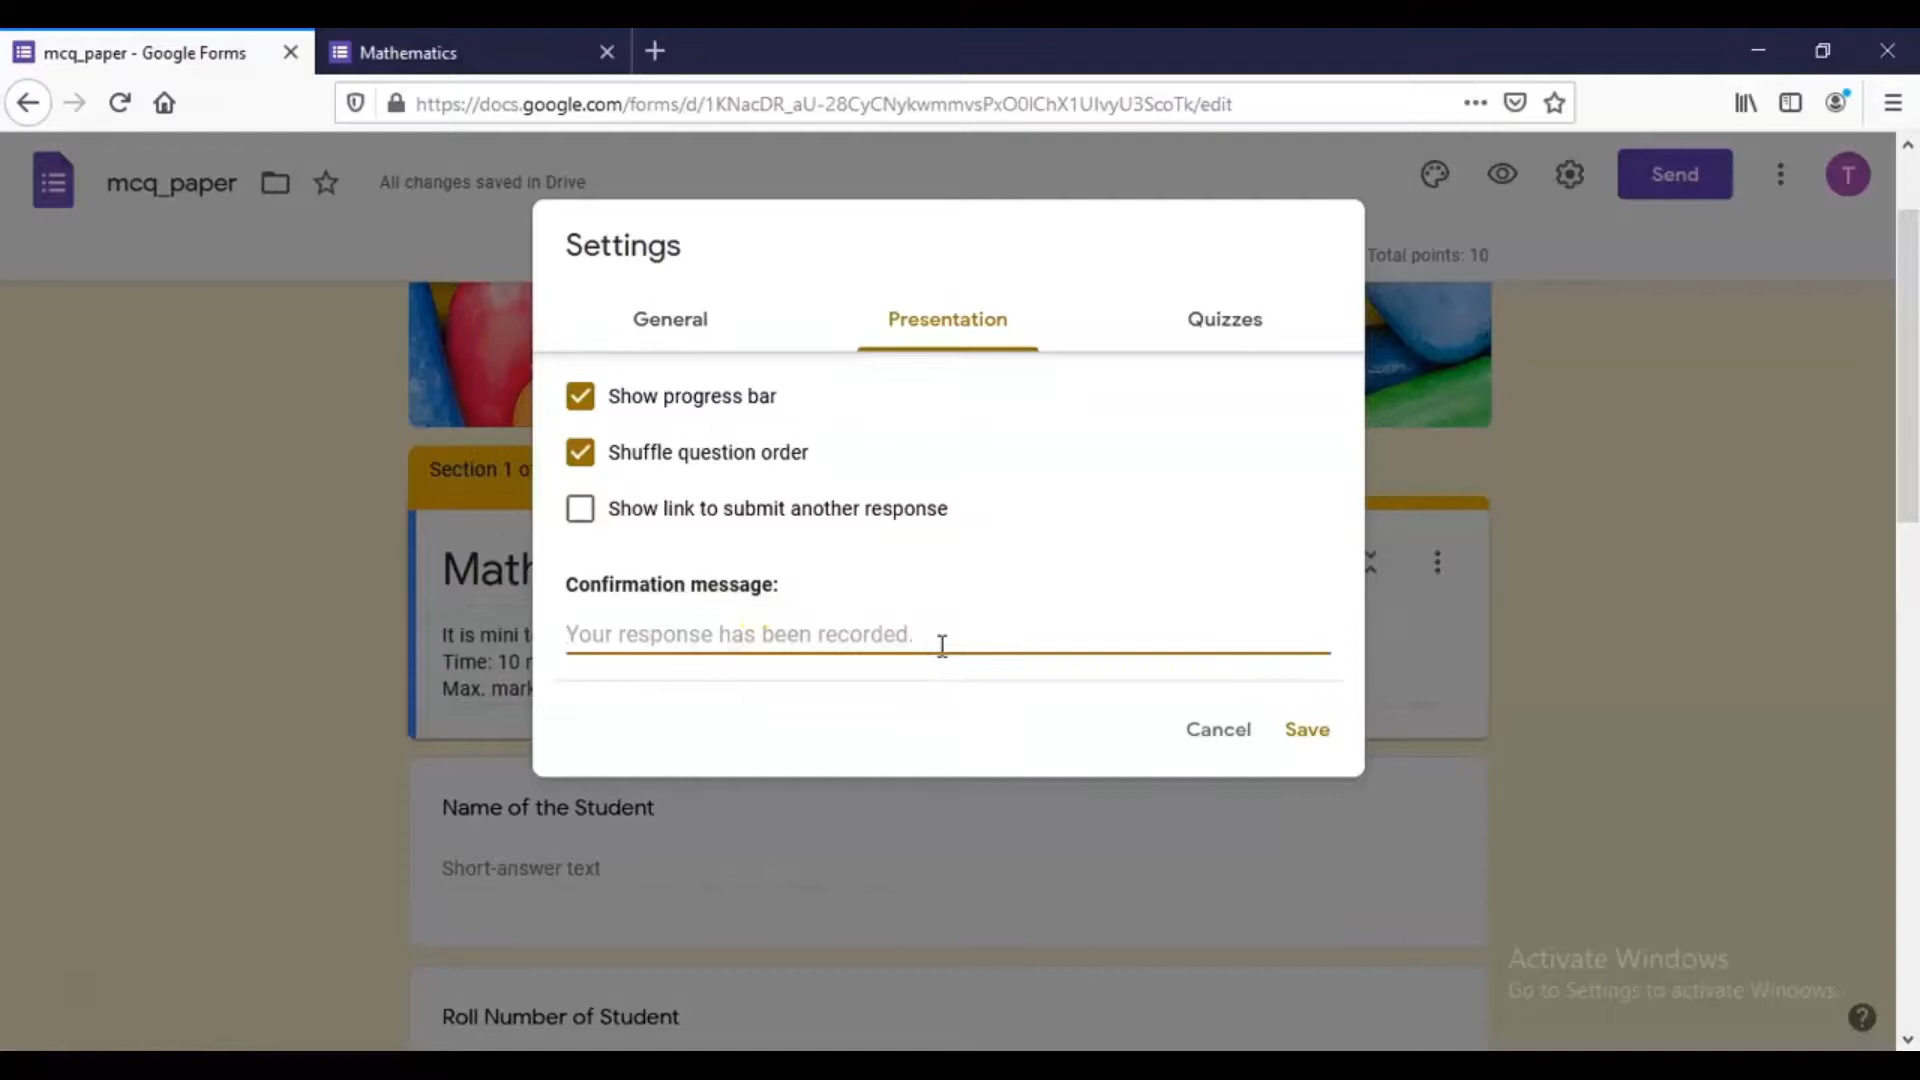 mcq_paper - Google Forms
Mathematics
https://docs.google.com/forms/d/1KNacDR_aU-28CyCNykwmmvsPxO0lChX1UIvyU3ScoTk/edit
mcq_paper
All changes saved in Drive
Send
T
Settings
Total points: 10
General
Presentation
Quizzes
Show progress bar
Shuffle question order
Section 1 o
Show link to submit another response
Math
Confirmation message:
Your response has been recorded.
It is mini t
Time: 10 m
Max. mark
Cancel
Save
Name of the Student
Short-answer text
Activate Windows
Go to Settings to activate Windows.
Roll Number of Student